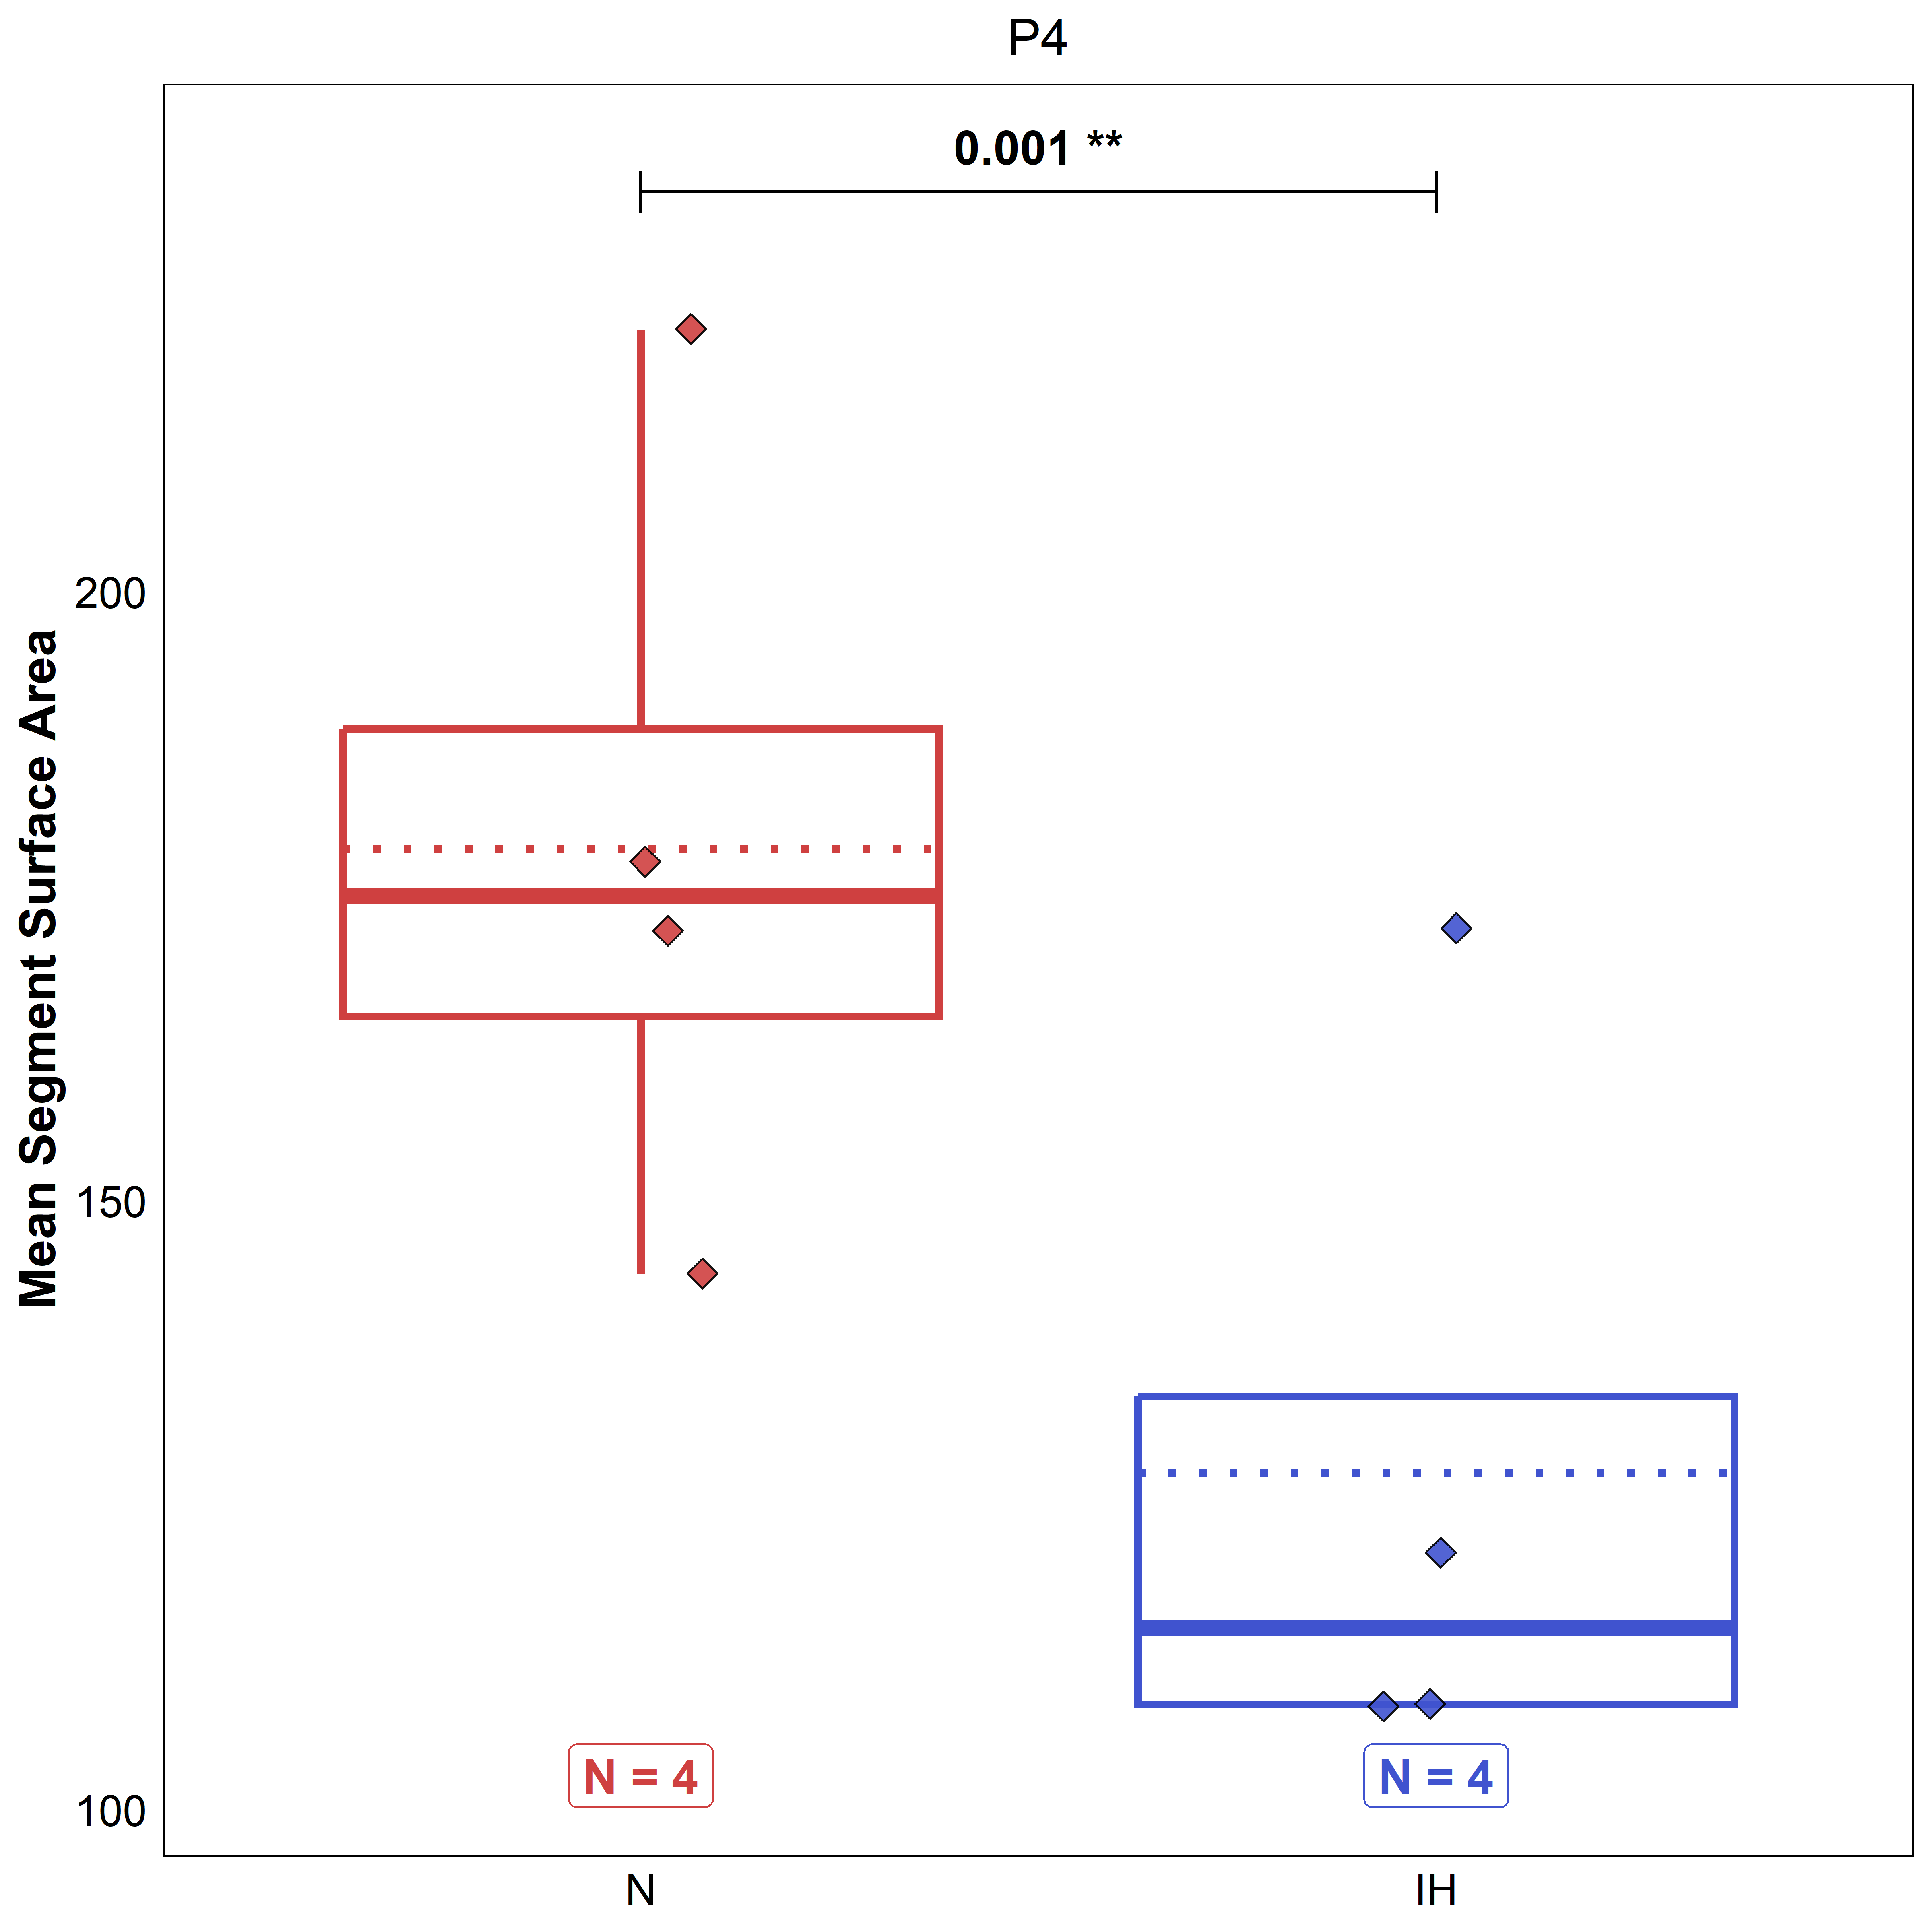 P4
0.001 **
Mean Segment Surface Area
200
150
100
N = 4
N = 4
N
IH